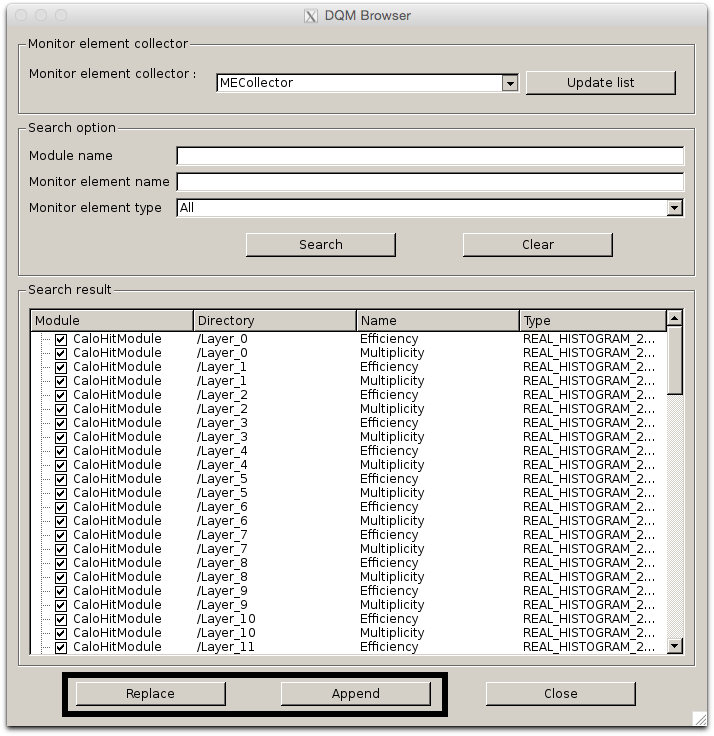 DQM Browser
Monitor element collector
Monitor element collector : MECollector Update list
Search option
Module name
Monitor element name
Monitor element type All
Search Clear
Search result
Module Directory Name Type
CaloHitModule /Layer_0 Efficiency REAL_HISTOGRAM_2...
CaloHitModule /Layer_0 Multiplicity REAL_HISTOGRAM_2...
CaloHitModule /Layer_1 Efficiency REAL_HISTOGRAM_2...
CaloHitModule /Layer_1 Multiplicity REAL_HISTOGRAM_2...
CaloHitModule /Layer_2 Efficiency REAL_HISTOGRAM_2...
CaloHitModule /Layer_2 Multiplicity REAL_HISTOGRAM_2...
CaloHitModule /Layer_3 Efficiency REAL_HISTOGRAM_2...
CaloHitModule /Layer_3 Multiplicity REAL_HISTOGRAM_2...
CaloHitModule /Layer_4 Efficiency REAL_HISTOGRAM_2...
CaloHitModule /Layer_4 Multiplicity REAL_HISTOGRAM_2...
CaloHitModule /Layer_5 Efficiency REAL_HISTOGRAM_2...
CaloHitModule /Layer_5 Multiplicity REAL_HISTOGRAM_2...
CaloHitModule /Layer_6 Efficiency REAL_HISTOGRAM_2...
CaloHitModule /Layer_6 Multiplicity REAL_HISTOGRAM_2...
CaloHitModule /Layer_7 Efficiency REAL_HISTOGRAM_2...
CaloHitModule /Layer_7 Multiplicity REAL_HISTOGRAM_2...
CaloHitModule /Layer_8 Efficiency REAL_HISTOGRAM_2...
CaloHitModule /Layer_8 Multiplicity REAL_HISTOGRAM_2...
CaloHitModule /Layer_9 Efficiency REAL_HISTOGRAM_2...
CaloHitModule /Layer_9 Multiplicity REAL_HISTOGRAM_2...
CaloHitModule /Layer_10 Efficiency REAL_HISTOGRAM_2...
CaloHitModule /Layer_10 Multiplicity REAL_HISTOGRAM_2...
CaloHitModule /Layer_11 Efficiency REAL_HISTOGRAM_2...
Replace Append Close